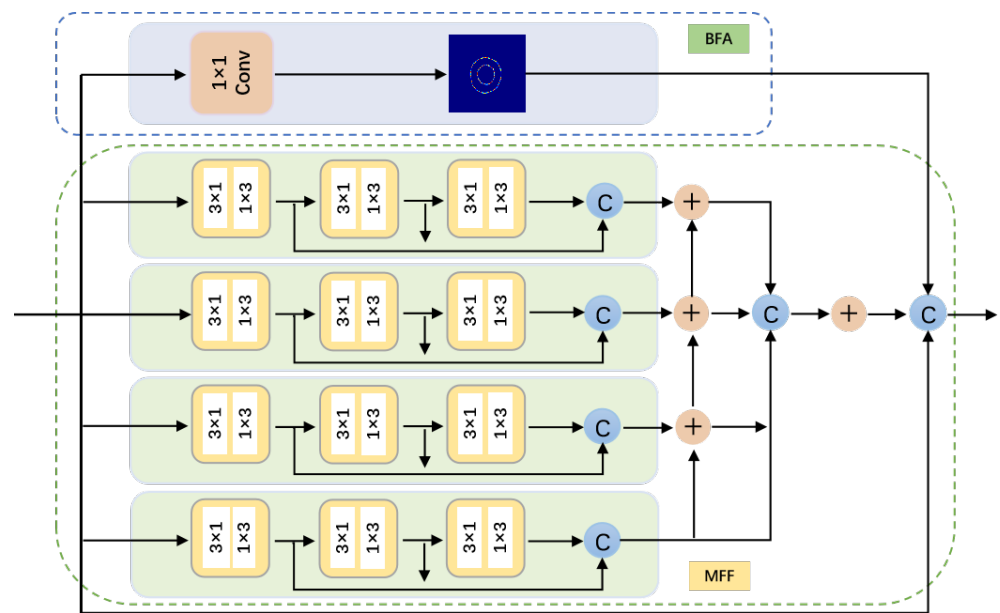 1×1
Conv
BFA
3×1 1×3 3×1 1×3 3×1 1×3 C +
3×1 1×3 3×1 1×3 3×1 1×3 C + C + C
3×1 1×3 3×1 1×3 3×1 1×3 C +
3×1 1×3 3×1 1×3 3×1 1×3 C
MFF